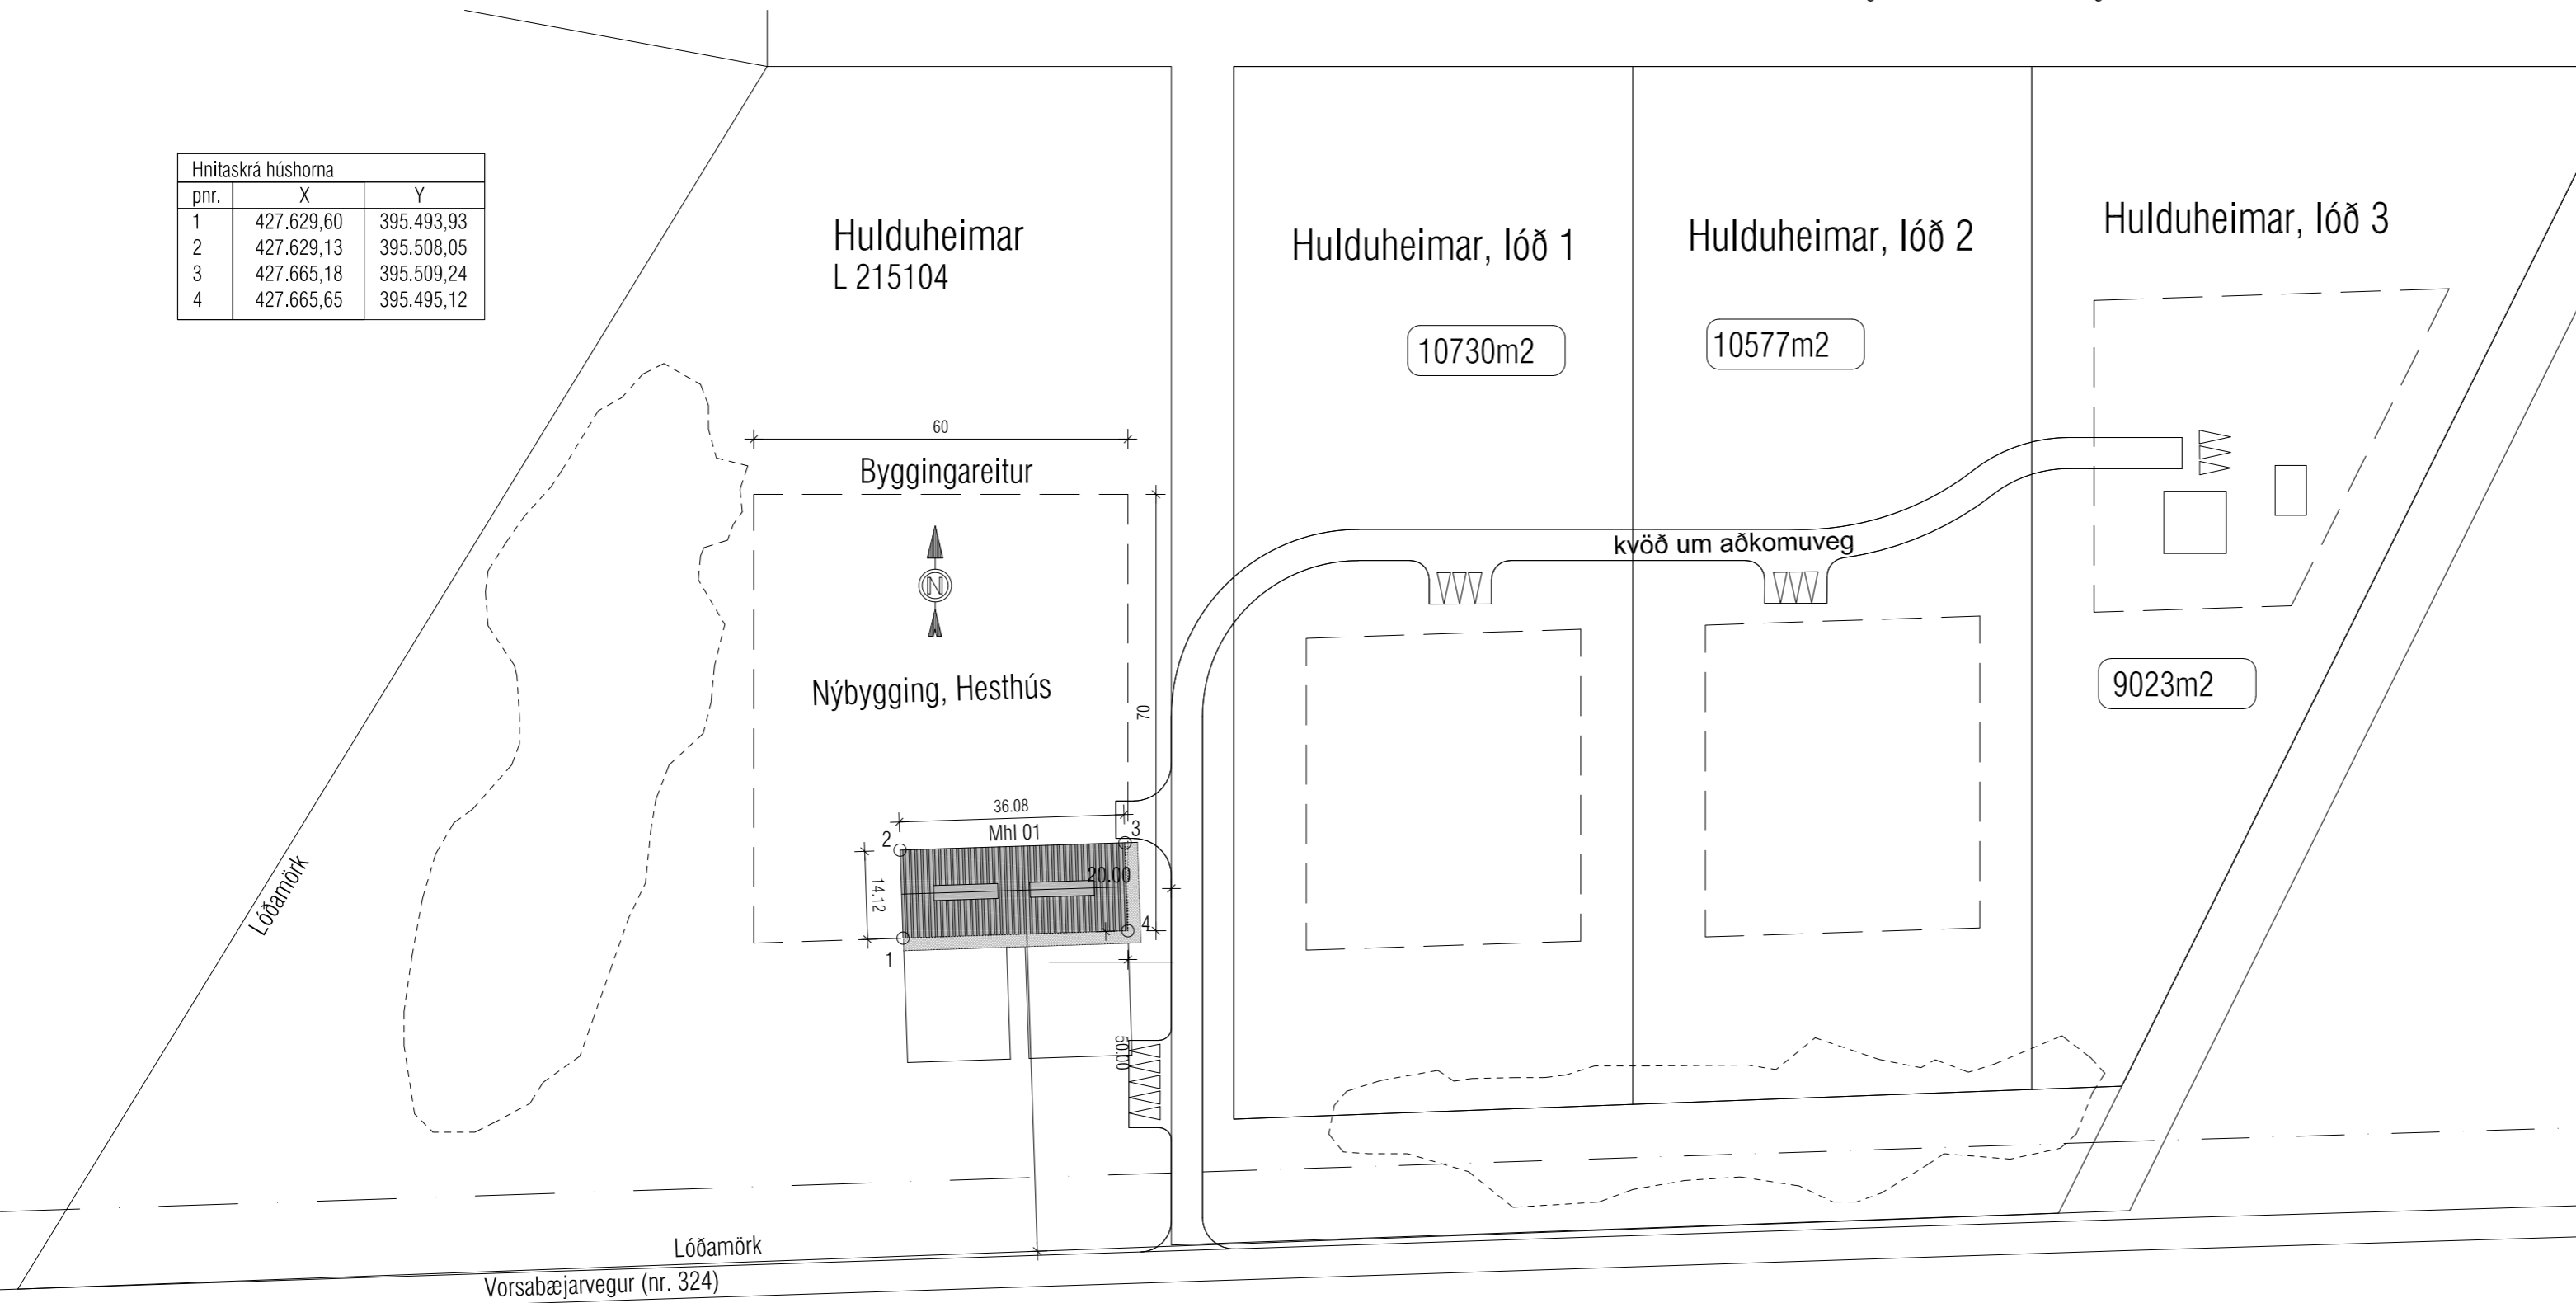 Hnitaskrá húshorna
pnr. X Y
1 427.629,60 395.493,93
2 427.629,13 395.508,05
3 427.665,18 395.509,24
4 427.665,65 395.495,12
Hulduheimar
L 215104
Hulduheimar, lóð 1
10730m2
Hulduheimar, lóð 2
10577m2
Hulduheimar, lóð 3
9023m2
60
Byggingareitur
N
Nýbygging, Hesthús
70
kvöð um aðkomuveg
36.08
Mhl 01
2
3
14.12
20.00
4
1
50.00
Lóðamörk
Lóðamörk
Vorsabæjarvegur (nr. 324)